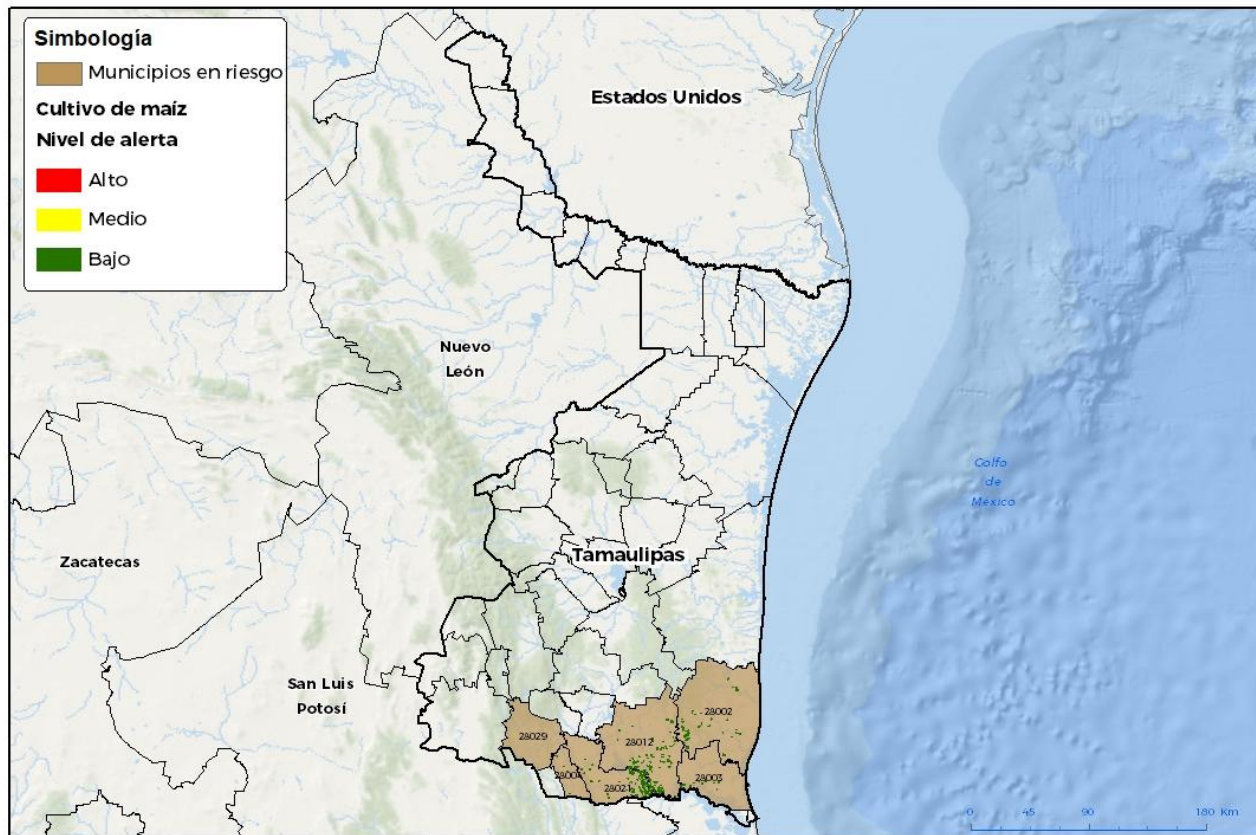 Simbología
Municipios en riesgo
Cultivo de maíz
Nivel de alerta
Alto
Medio
Bajo
Estados Unidos
Nuevo
León
Golfo
de
Mexico
Tamaulipas
Zacatecas
San Luis
Potosí
28002
28029
28012
28003
28021
0 45 90 180 Km